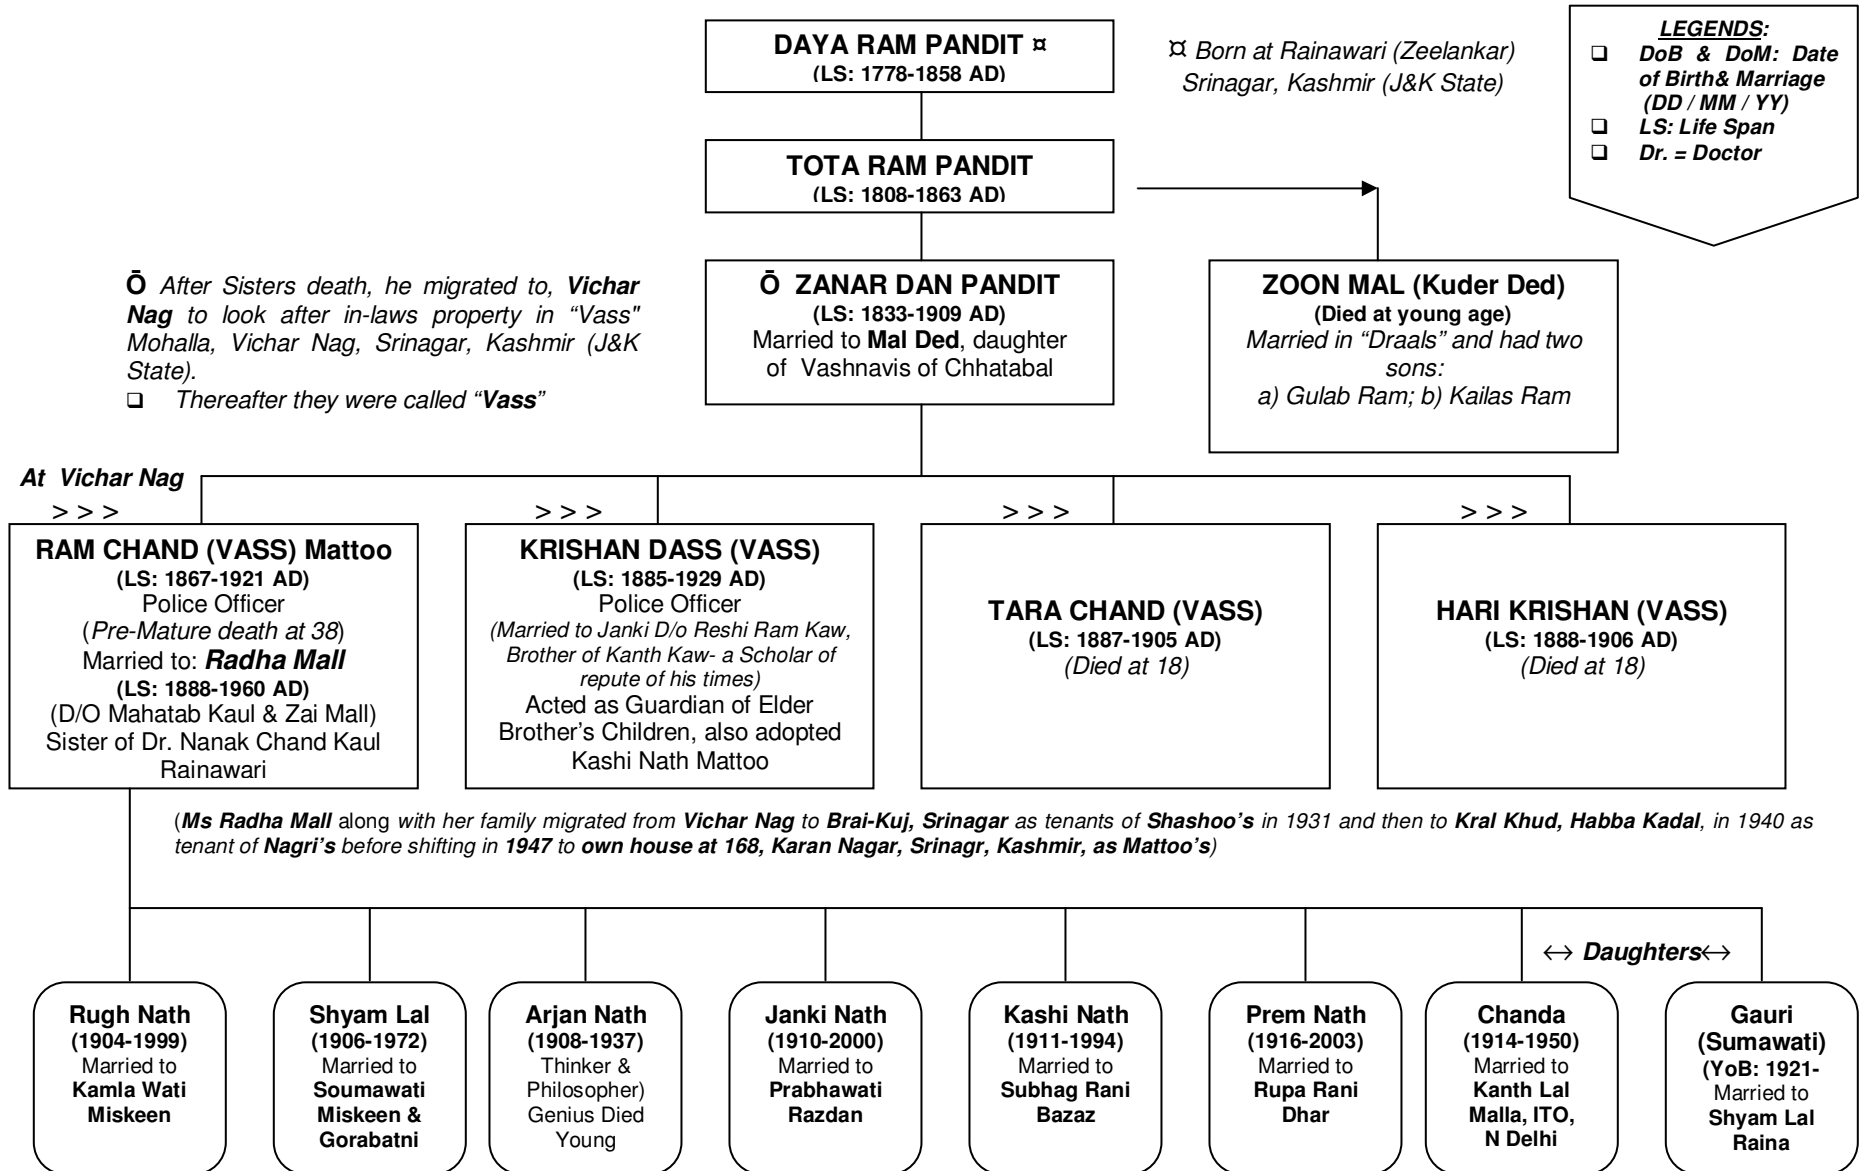 DAYA RAM PANDIT ¤
(LS: 1778-1858 AD)
¤ Born at Rainawari (Zeelankar)
Srinagar, Kashmir (J&K State)
LEGENDS:
❑ DoB & DoM: Date
of Birth& Marriage
(DD / MM / YY)
❑ LS: Life Span
❑ Dr. = Doctor
TOTA RAM PANDIT
(LS: 1808-1863 AD)
Ō After Sisters death, he migrated to, Vichar
Nag to look after in-laws property in “Vass"
Mohalla, Vichar Nag, Srinagar, Kashmir (J&K
State).
❑ Thereafter they were called “Vass”
Ō ZANAR DAN PANDIT
(LS: 1833-1909 AD)
Married to Mal Ded, daughter
of Vashnavis of Chhatabal
ZOON MAL (Kuder Ded)
(Died at young age)
Married in “Draals” and had two
sons:
a) Gulab Ram; b) Kailas Ram
At Vichar Nag
> > >
> > >
> > >
> > >
RAM CHAND (VASS) Mattoo
(LS: 1867-1921 AD)
Police Officer
(Pre-Mature death at 38)
Married to: Radha Mall
(LS: 1888-1960 AD)
(D/O Mahatab Kaul & Zai Mall)
Sister of Dr. Nanak Chand Kaul
Rainawari
KRISHAN DASS (VASS)
(LS: 1885-1929 AD)
Police Officer
(Married to Janki D/o Reshi Ram Kaw,
Brother of Kanth Kaw- a Scholar of
repute of his times)
Acted as Guardian of Elder
Brother’s Children, also adopted
Kashi Nath Mattoo
TARA CHAND (VASS)
(LS: 1887-1905 AD)
(Died at 18)
HARI KRISHAN (VASS)
(LS: 1888-1906 AD)
(Died at 18)
(Ms Radha Mall along with her family migrated from Vichar Nag to Brai-Kuj, Srinagar as tenants of Shashoo’s in 1931 and then to Kral Khud, Habba Kadal, in 1940 as
tenant of Nagri’s before shifting in 1947 to own house at 168, Karan Nagar, Srinagr, Kashmir, as Mattoo’s)
↔ Daughters↔
Rugh Nath
(1904-1999)
Married to
Kamla Wati
Miskeen
Shyam Lal
(1906-1972)
Married to
Soumawati
Miskeen &
Gorabatni
Arjan Nath
(1908-1937)
Thinker &
Philosopher)
Genius Died
Young
Janki Nath
(1910-2000)
Married to
Prabhawati
Razdan
Kashi Nath
(1911-1994)
Married to
Subhag Rani
Bazaz
Prem Nath
(1916-2003)
Married to
Rupa Rani
Dhar
Chanda
(1914-1950)
Married to
Kanth Lal
Malla, ITO,
N Delhi
Gauri
(Sumawati)
(YoB: 1921-
Married to
Shyam Lal
Raina